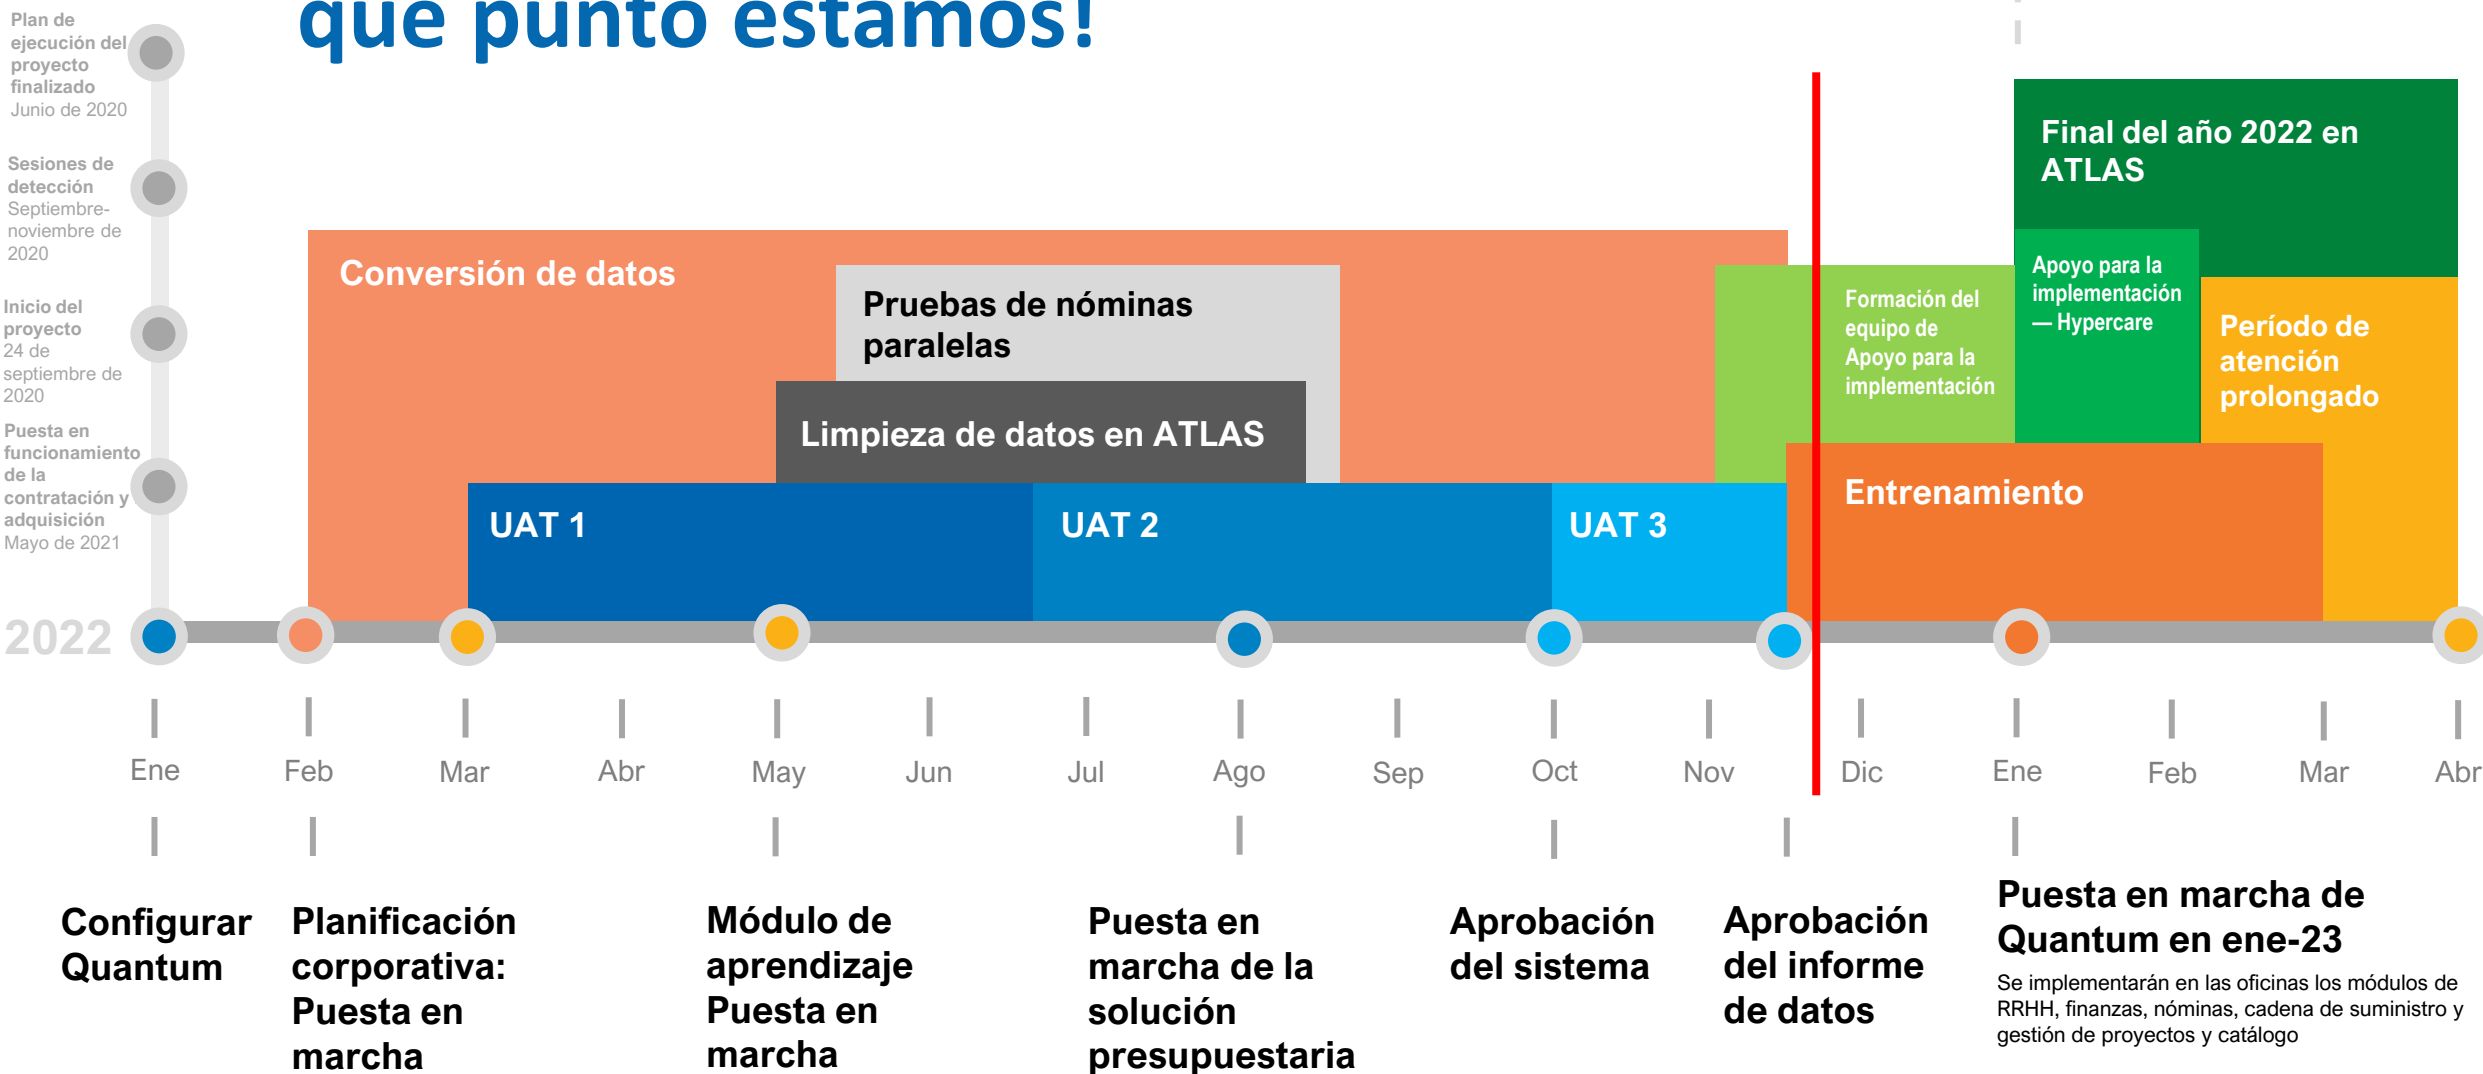 que punto estamos!
Plan de
ejecución del
proyecto
finalizado
Junio de 2020
Sesiones de
detección
Septiembre-
noviembre de
2020
Inicio del
proyecto
24 de
septiembre de
2020
Puesta en
funcionamiento
de la
contratación y
adquisición
Mayo de 2021
2022
Conversión de datos
Pruebas de nóminas
paralelas
Limpieza de datos en ATLAS
UAT 1
UAT 2
UAT 3
Formación del
equipo de
Apoyo para la
implementación
Final del año 2022 en
ATLAS
Apoyo para la
implementación
— Hypercare
Período de
atención
prolongado
Entrenamiento
Ene
Feb
Mar
Abr
May
Jun
Jul
Ago
Sep
Oct
Nov
Dic
Ene
Feb
Mar
Abr
Configurar
Quantum
Planificación
corporativa:
Puesta en
marcha
Módulo de
aprendizaje
Puesta en
marcha
Puesta en
marcha de la
solución
presupuestaria
Aprobación
del sistema
Aprobación
del informe
de datos
Puesta en marcha de
Quantum en ene-23
Se implementarán en las oficinas los módulos de
RRHH, finanzas, nóminas, cadena de suministro y
gestión de proyectos y catálogo